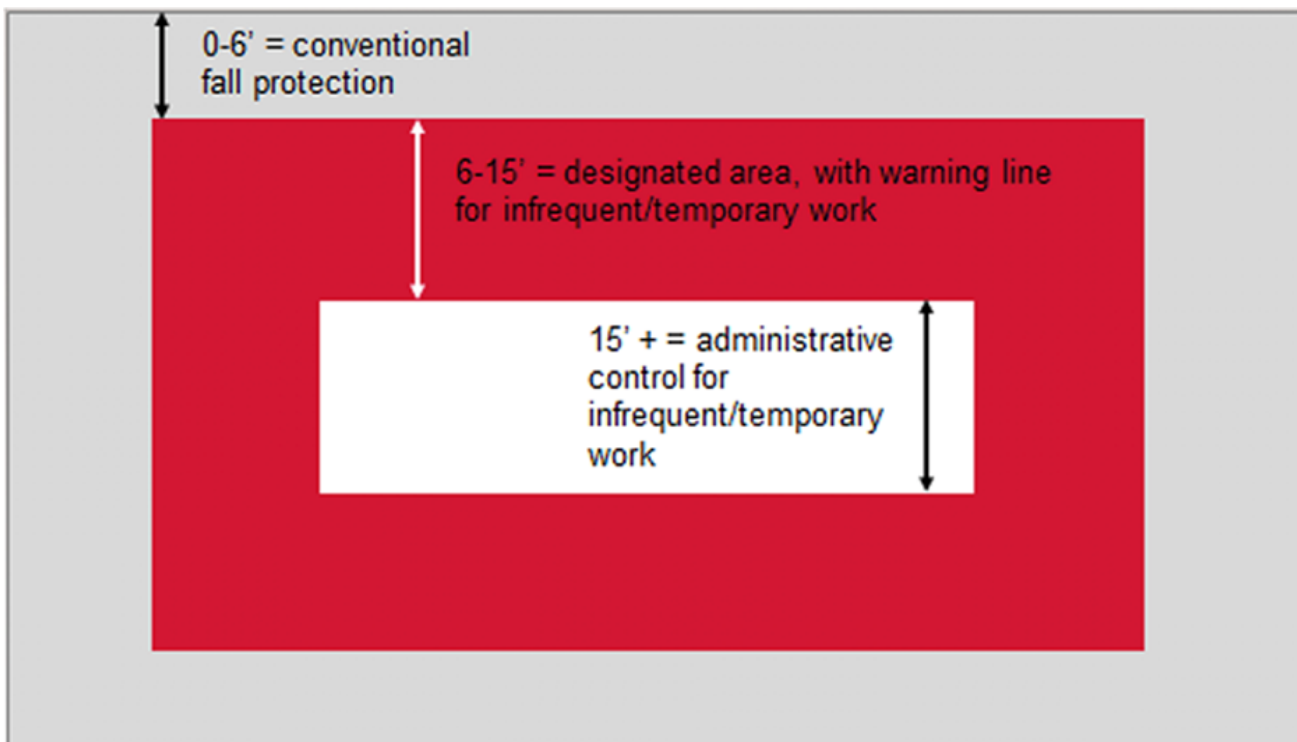 0-6’ = conventional
fall protection
6-15’ = designated area, with warning line
for infrequent/temporary work
15’ + = administrative
control for
infrequent/temporary
work